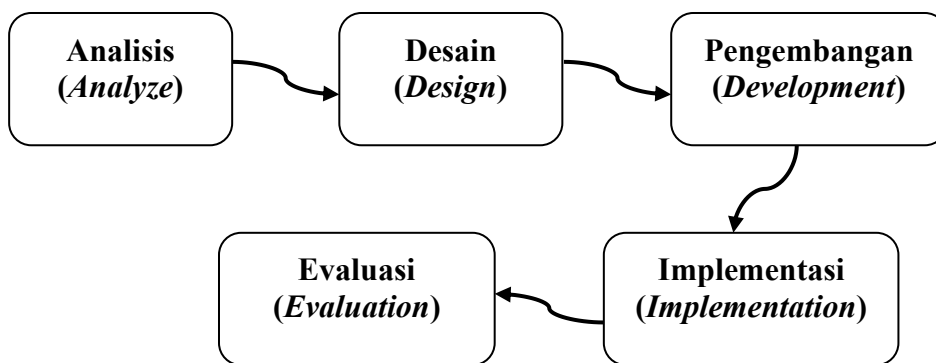 Analisis
(Analyze)
Desain
(Design)
Pengembangan
(Development)
Implementasi
(Implementation)
Evaluasi
(Evaluation)